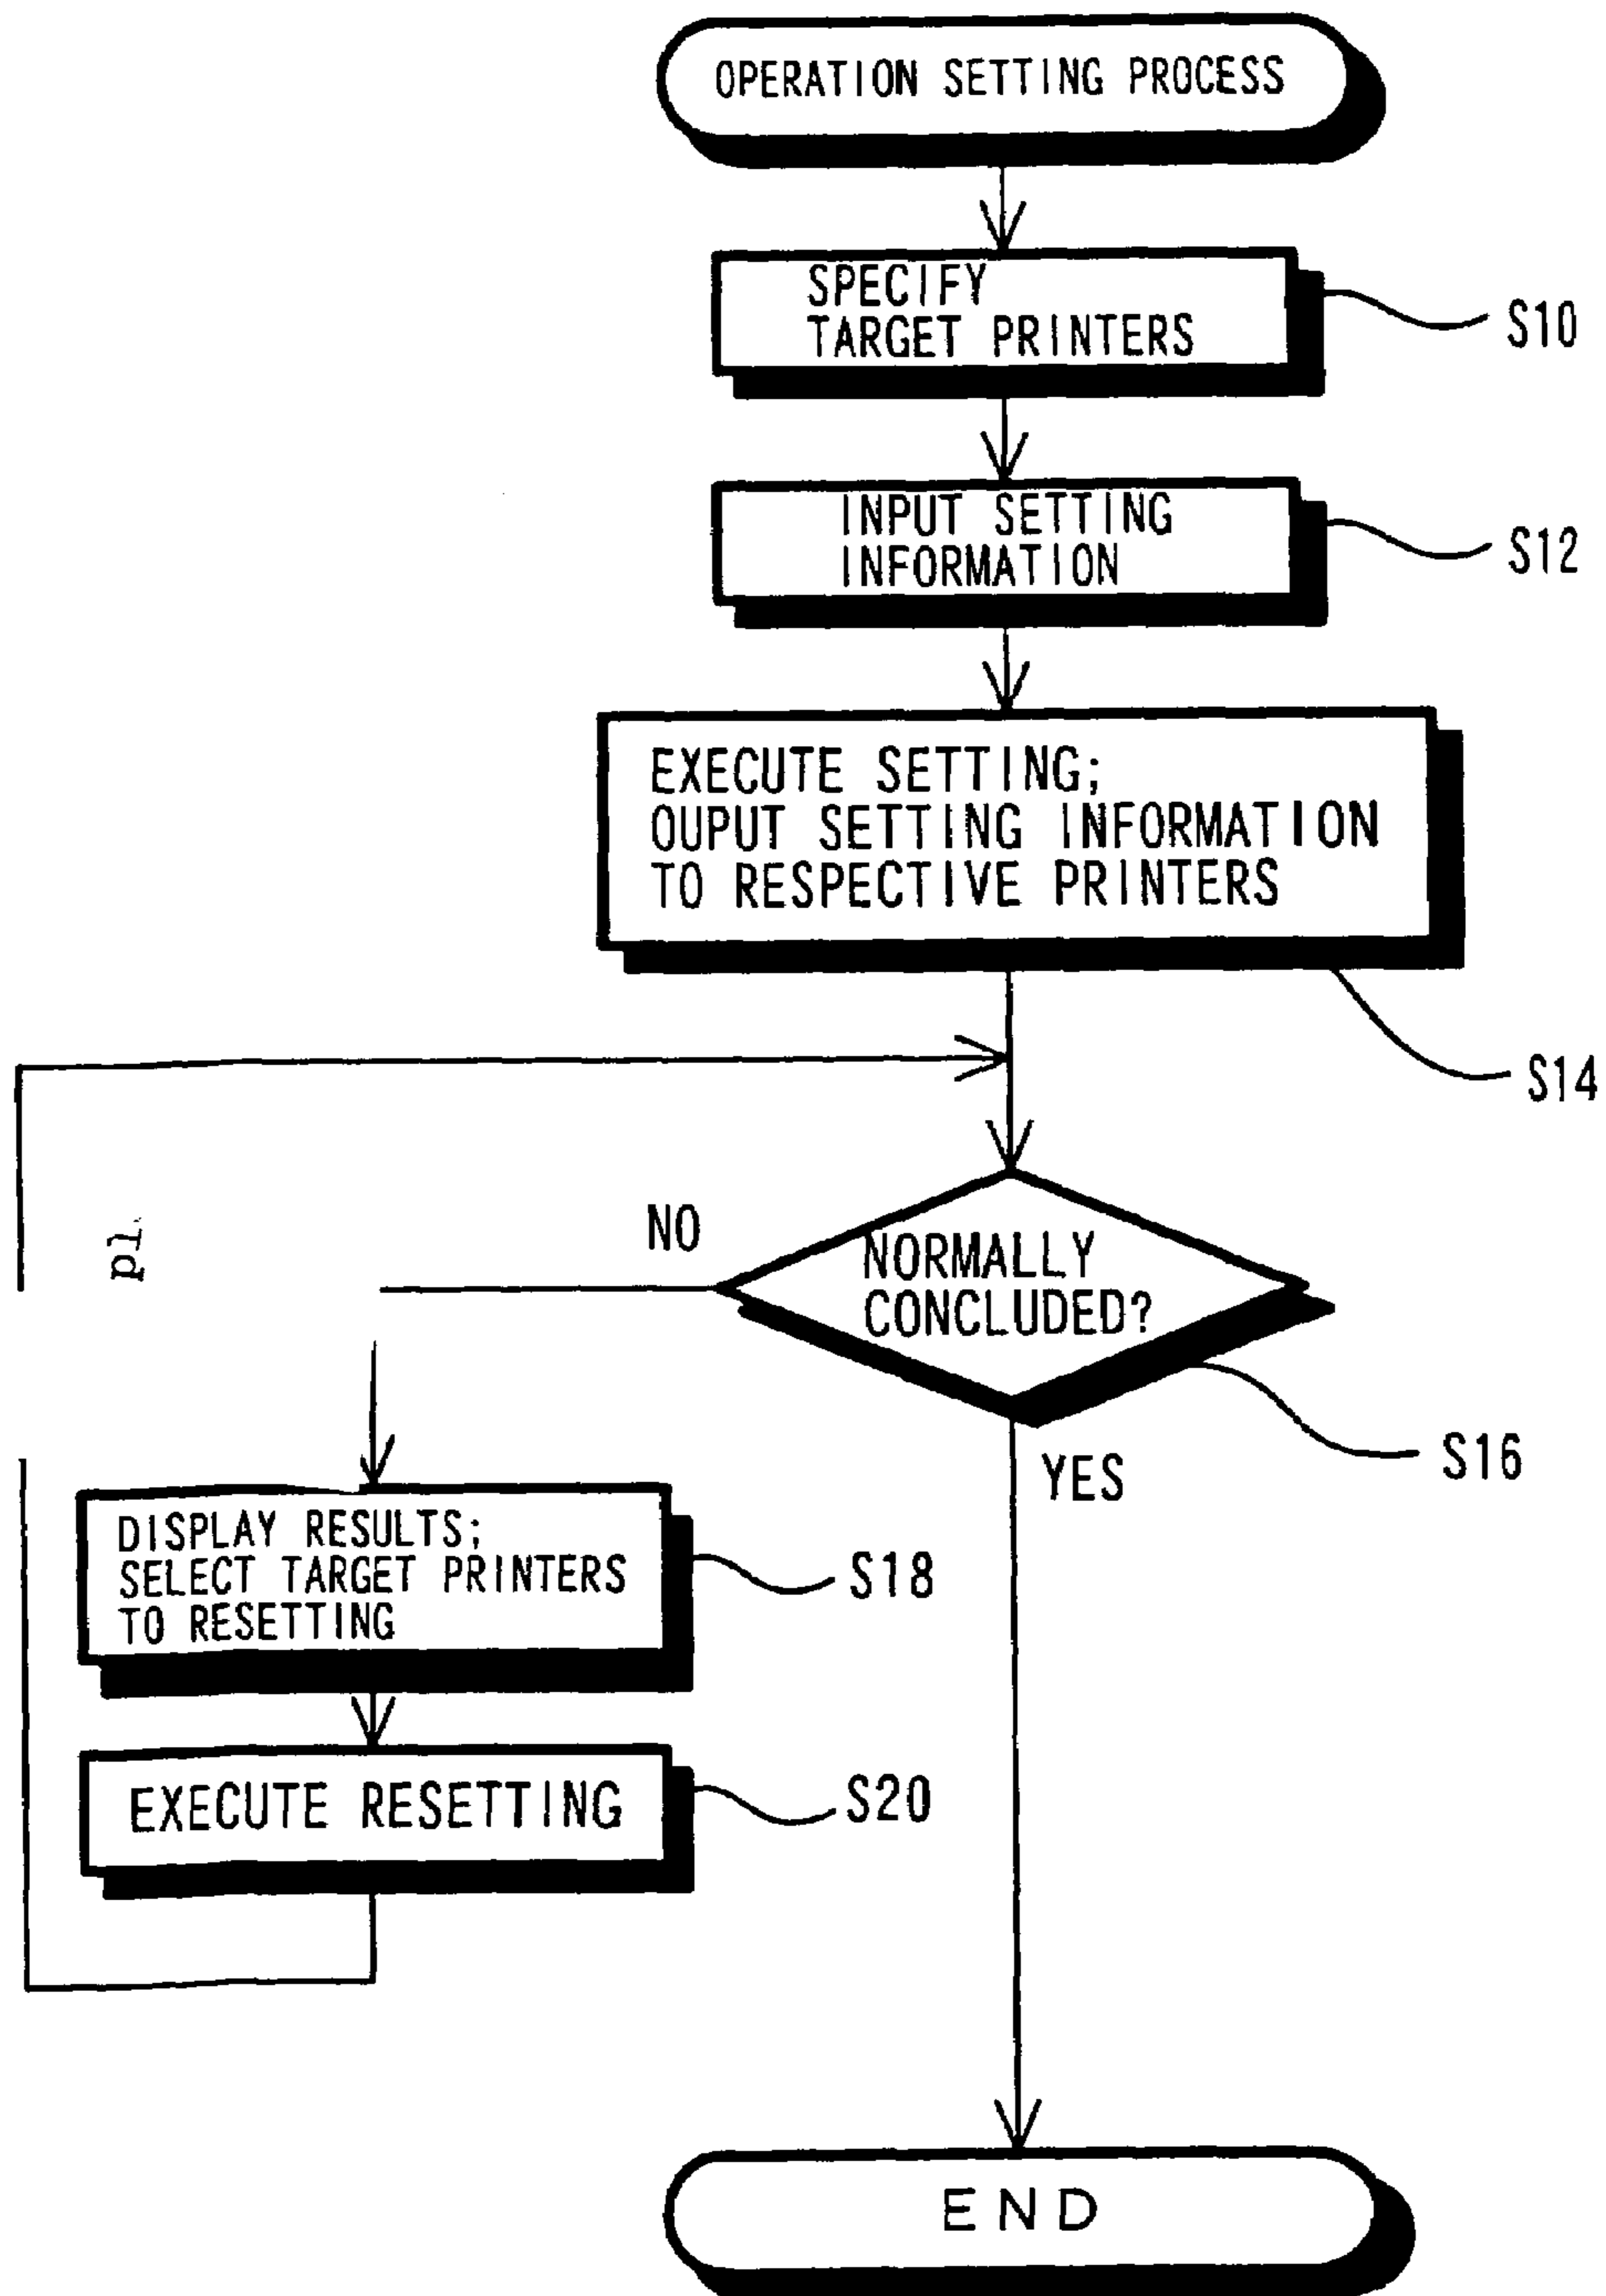 OPERATION SETTING PROCESS
SPECIFY
TARGET PRINTERS
S10
INPUT SETTING
INFORMATION
S12
EXECUTE SETTING;
OUPUT SETTING INFORMATION
TO RESPECTIVE PRINTERS
S14
NO
NORMALLY
CONCLUDED?
pl.
S16
YES
DISPLAY RESULTS;
SELECT TARGET PRINTERS
TO RESETTING
S18
EXECUTE RESETTING
S20
END